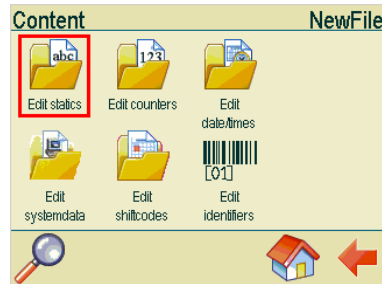 Content NewFile
abc 123
Edit statics Edit counters Edit date/times
[01]
Edit systemdata Edit shiftcodes Edit identifiers